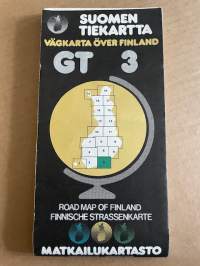 SUOMEN
TIEKARTTA
VÄGKARTA ÖVER FINLAND
GT 3
ROAD MAP OF FINLAND
FINNISCHE STRASSENKARTE
MATKAILUKARTASTO